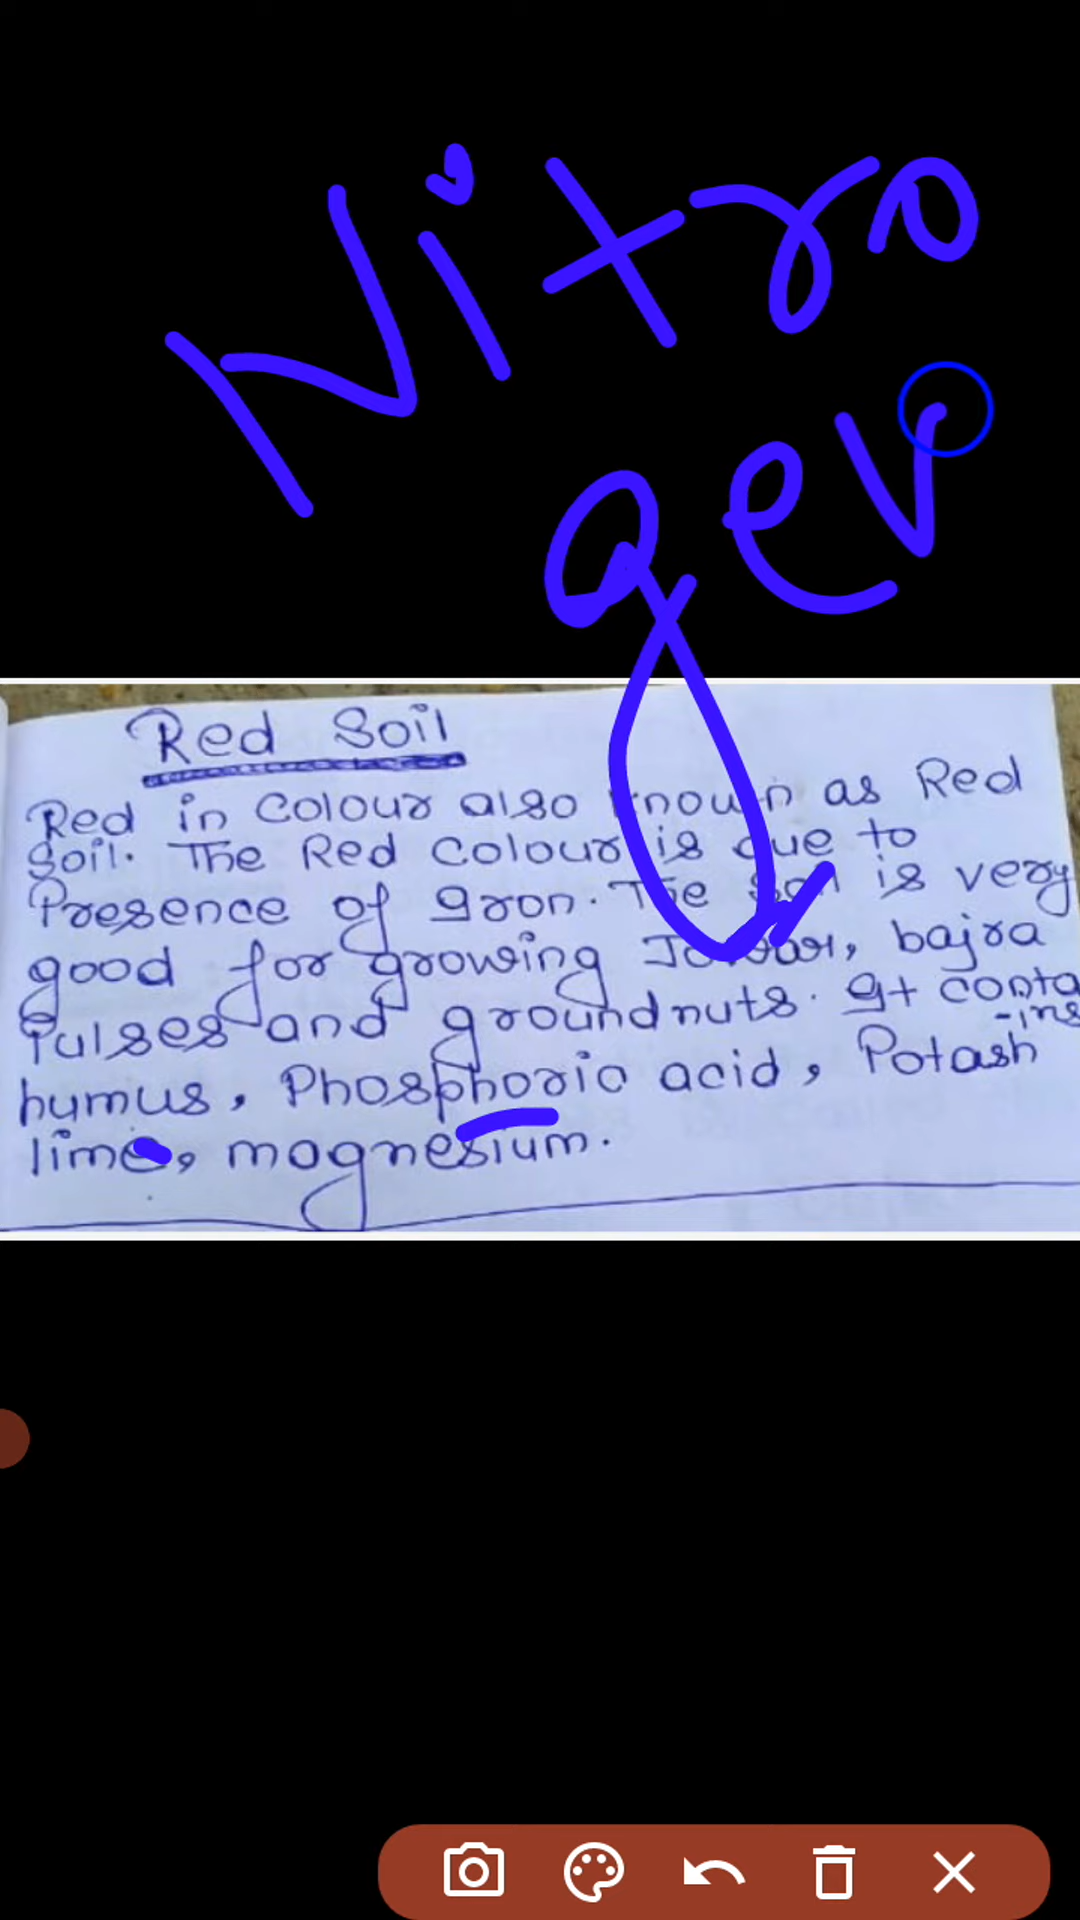 Nitro
gen
Red Soil
Red in Colour also known as Red
Soil. The Red Colour is due to
Presence of Iron. The Soil is very
good for growing Jowar, bajra
Pulses and groundnuts. It conta
-ins
humus, Phosphoric acid, Potash
lime, magnesium.